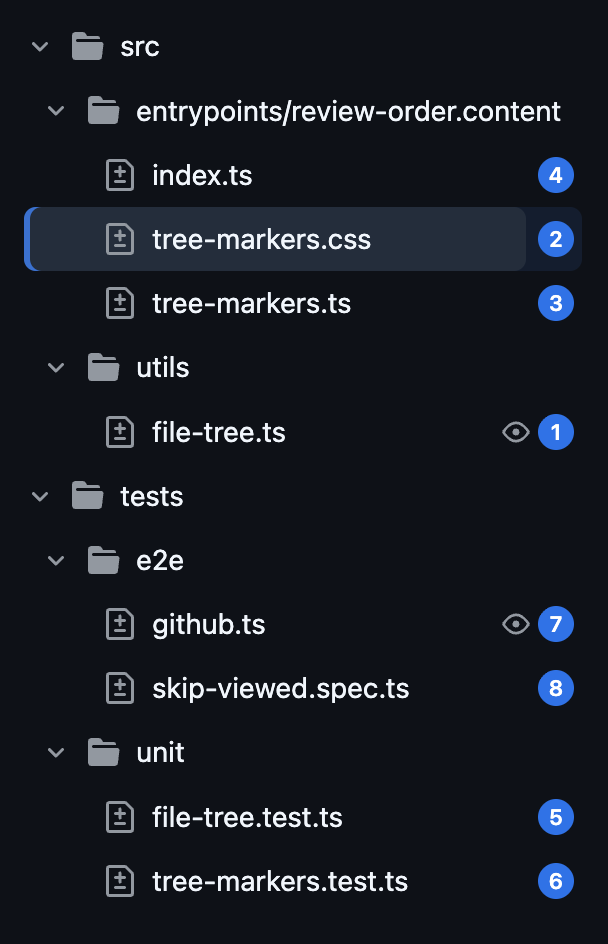 src
entrypoints/review-order.content
index.ts 4
tree-markers.css 2
tree-markers.ts 3
utils
file-tree.ts 1
tests
e2e
github.ts 7
skip-viewed.spec.ts 8
unit
file-tree.test.ts 5
tree-markers.test.ts 6